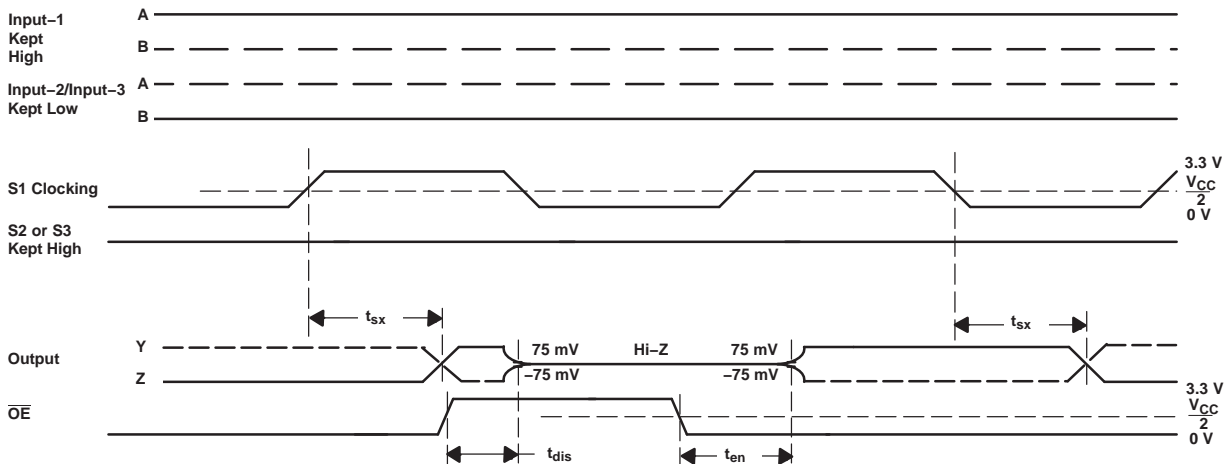 Input–1
Kept
High
A
B
Input–2/Input–3
Kept Low
A
B
S1 Clocking
3.3 V
VCC
2
0 V
S2 or S3
Kept High
tsx
tsx
Output
Y
Z
75 mV
–75 mV
Hi–Z
75 mV
–75 mV
OE
3.3 V
VCC
2
0 V
tdis
ten